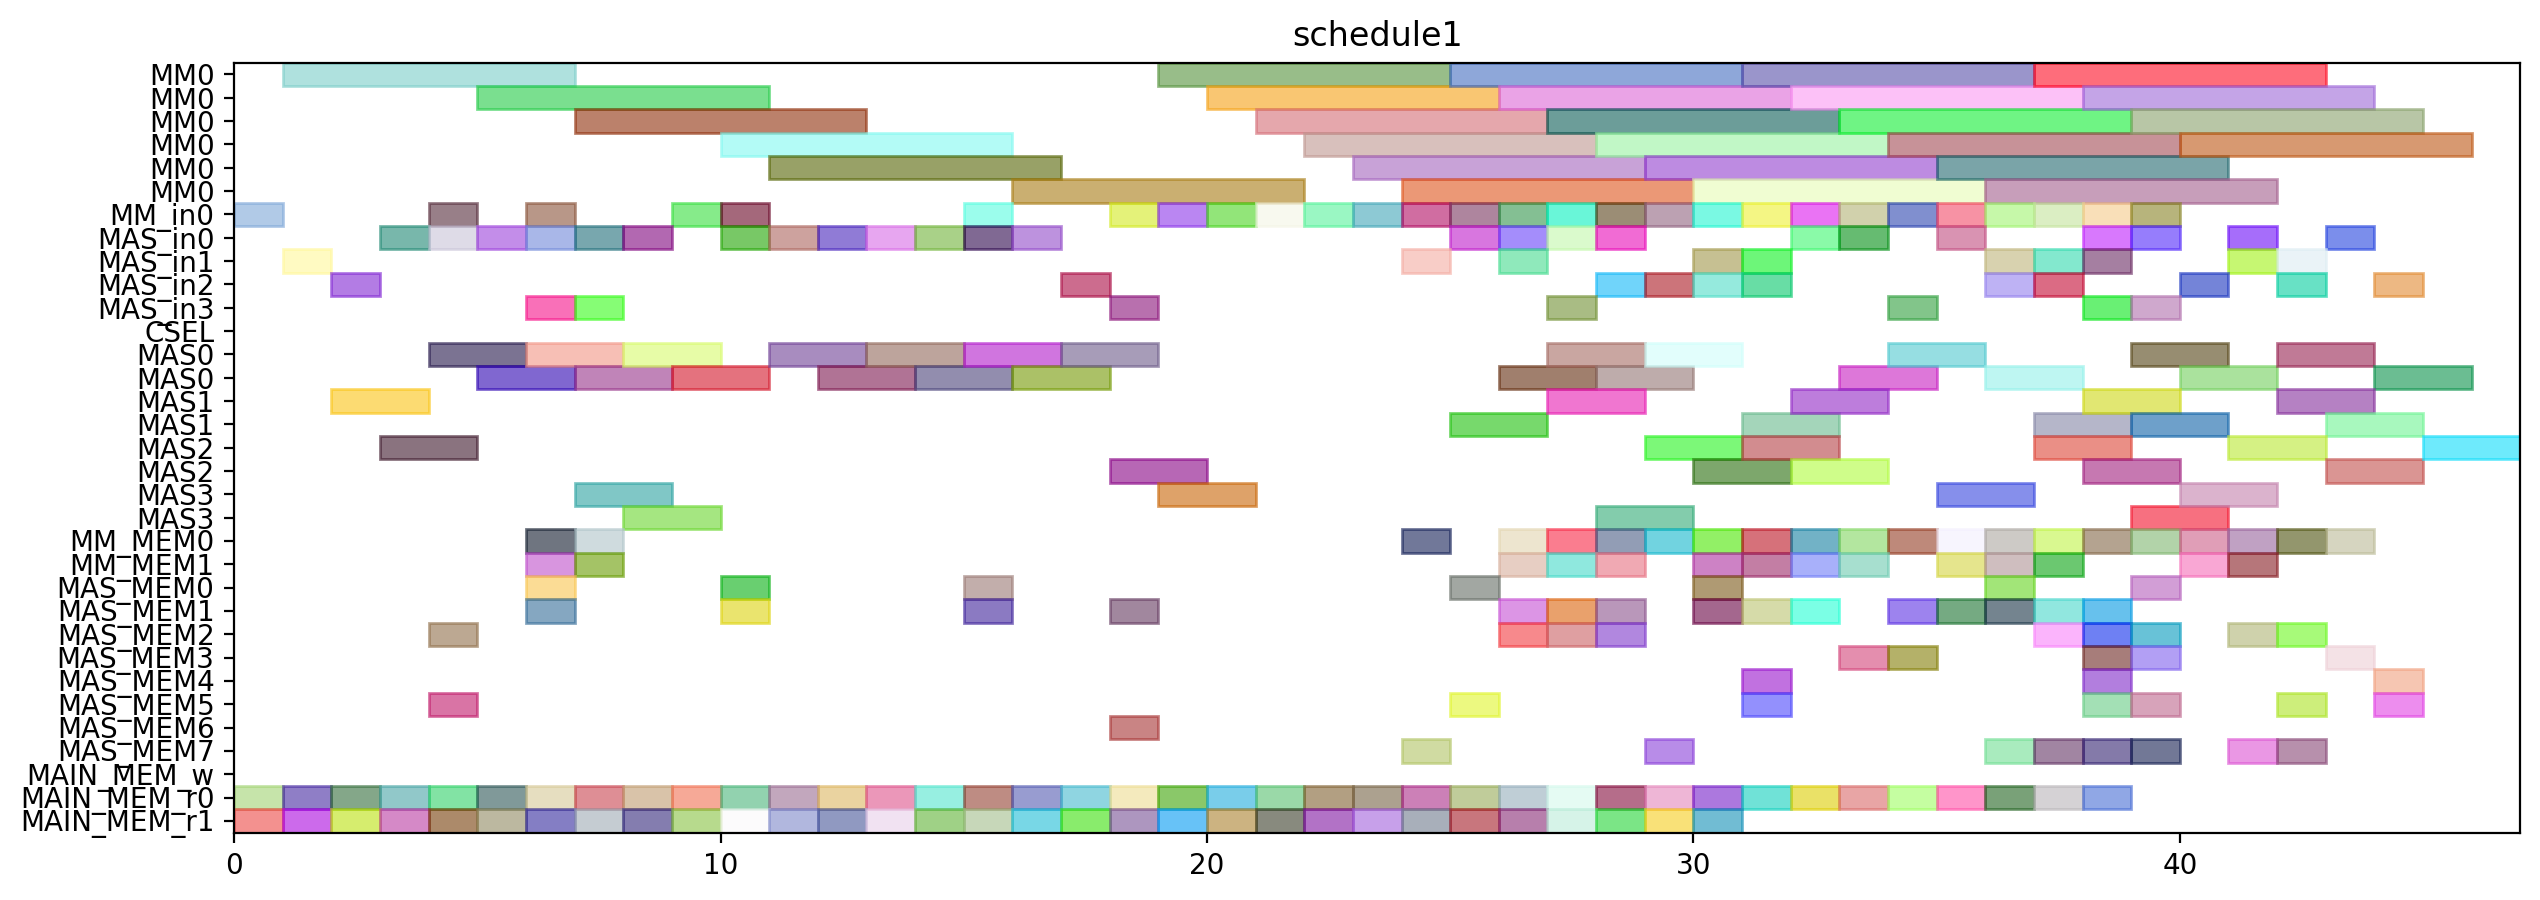 schedule1
MM0
MM0
MM0
MM0
MM0
MM0
MM_in0
MAS_in0
MAS_in1
MAS_in2
MAS_in3
CSEL
MAS0
MAS0
MAS1
MAS1
MAS2
MAS2
MAS3
MAS3
MM_MEM0
MM_MEM1
MAS_MEM0
MAS_MEM1
MAS_MEM2
MAS_MEM3
MAS_MEM4
MAS_MEM5
MAS_MEM6
MAS_MEM7
MAIN_MEM_w
MAIN_MEM_r0
MAIN_MEM_r1
0 10 20 30 40